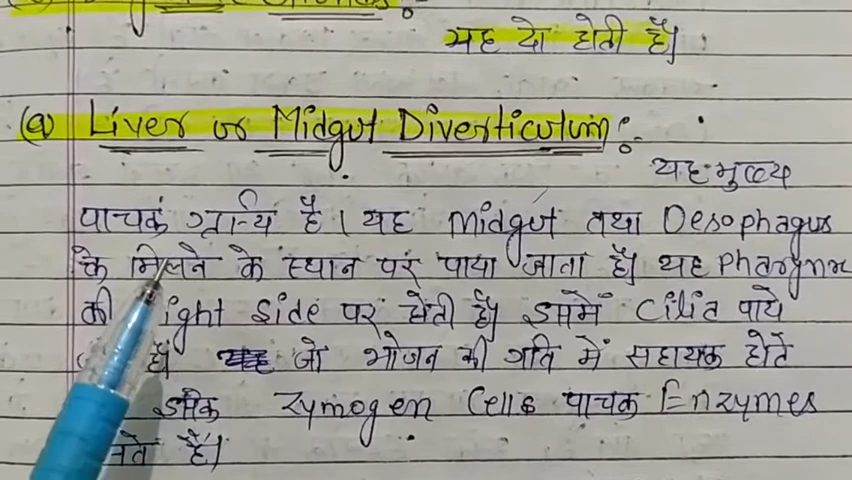 यह दो होती है।
(a) Liver or Midgut Diverticulum :-
यह मुख्य
पाचक ग्रन्थि है। यह Midgut तथा Oesophagus
के मिलने के स्थान पर पाया जाता है। यह Pharynx
की ight side पर होती है। इसमें Cilia पाये
है। जो भोजन की गति में सहायक होते
इसके Zymogen Cells पाचक Enzymes
है।